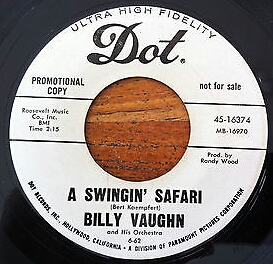 ULTRA HIGH FIDELITY
Dot.
PROMOTIONAL
COPY
not for sale
Roosevelt Music
Co. Inc.
BMI
Time 2:15
45-16374
MB-16970
Prod. by
Randy Wood
A SWINGIN' SAFARI
(Bert Kaempfert)
BILLY VAUGHN
and His Orchestra
6-62
DOT RECORDS, INC., HOLLYWOOD, CALIFORNIA - A DIVISION OF PARAMOUNT PICTURES CORPORATION